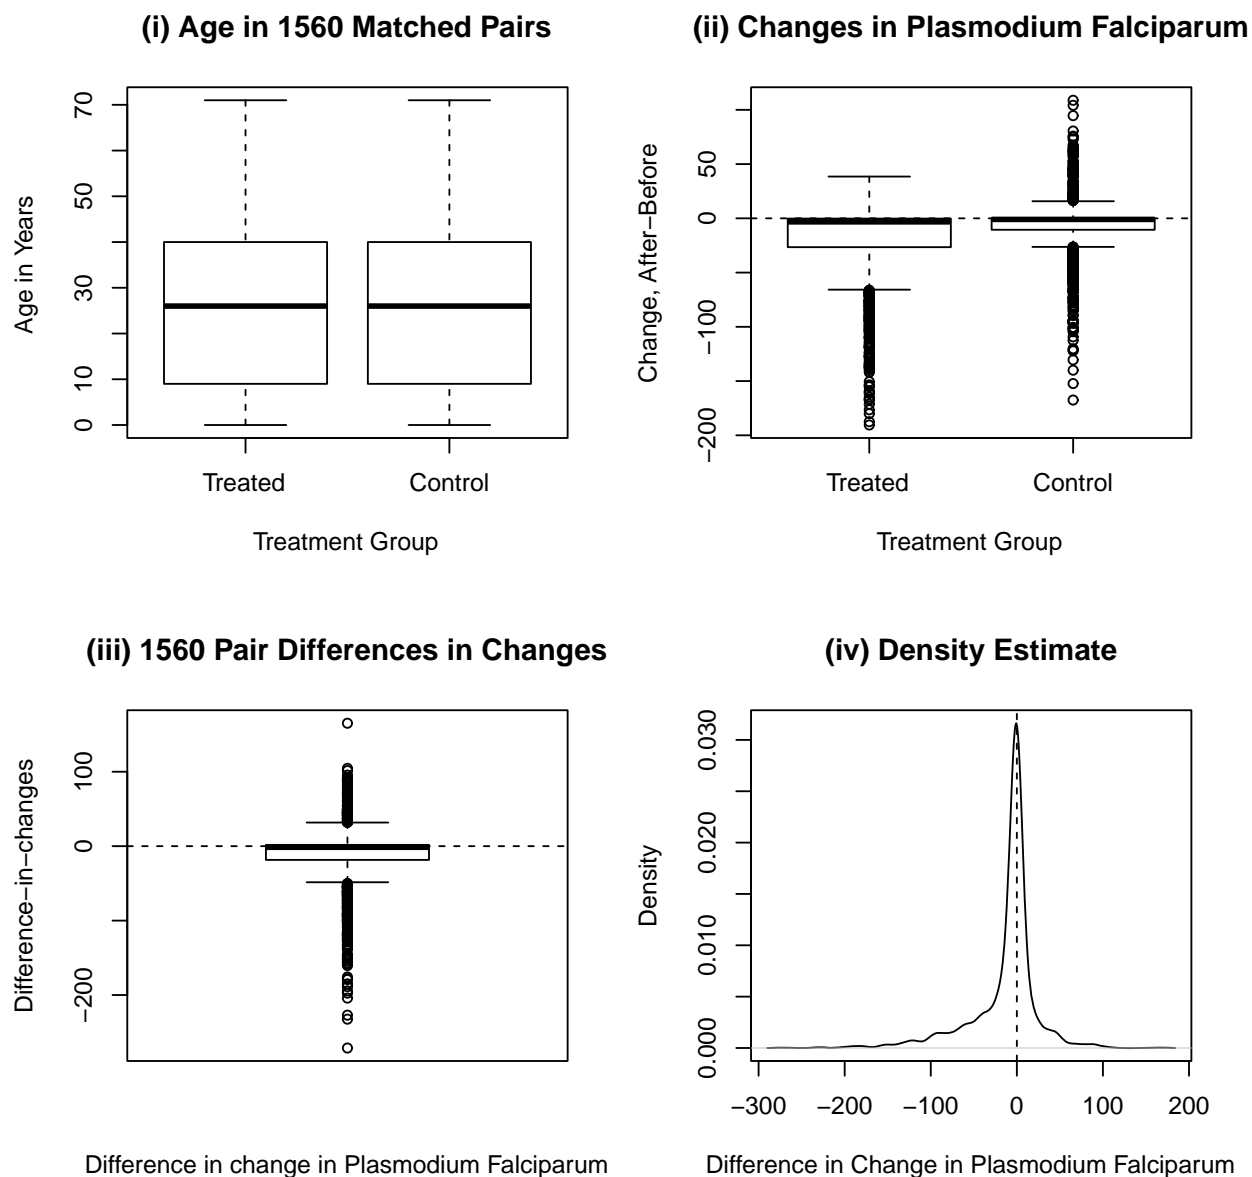 (i) Age in 1560 Matched Pairs
Age in Years
70
50
30
10
0
Treated
Control
Treatment Group
(ii) Changes in Plasmodium Falciparum
Change, After−Before
50
0
−100
−200
Treated
Control
Treatment Group
(iii) 1560 Pair Differences in Changes
Difference−in−changes
100
0
−200
Difference in change in Plasmodium Falciparum
(iv) Density Estimate
Density
0.030
0.020
0.010
0.000
−300
−200
−100
0
100
200
Difference in Change in Plasmodium Falciparum